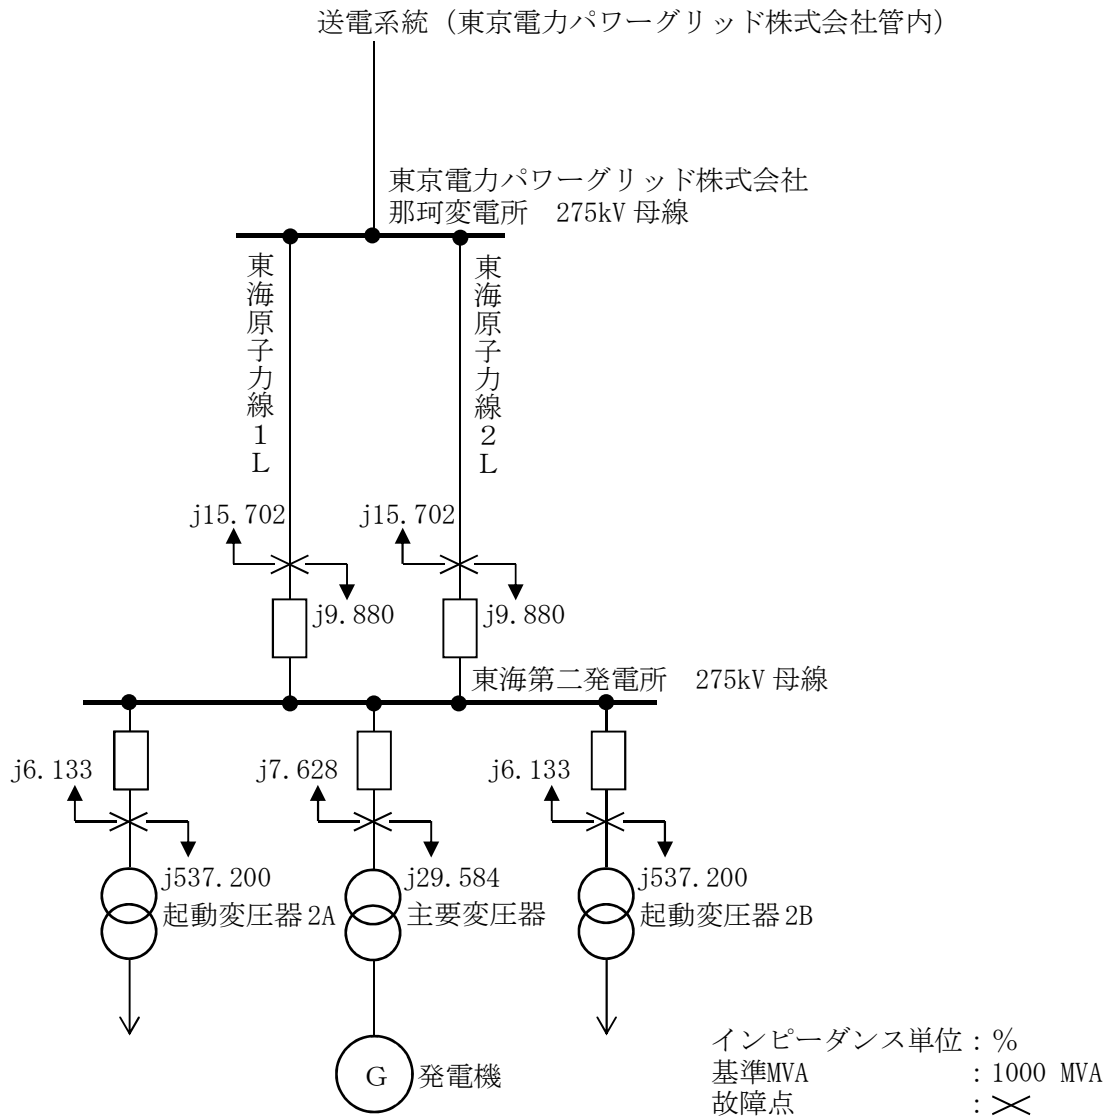 送電系統（東京電力パワーグリッド株式会社管内）
東京電力パワーグリッド株式会社
那珂変電所　275kV 母線
東海原子力線１Ｌ
東海原子力線２Ｌ
j15.702
j15.702
j9.880
j9.880
東海第二発電所　275kV 母線
j6.133
j7.628
j6.133
j537.200
j29.584
j537.200
起動変圧器 2A
主要変圧器
起動変圧器 2B
G
発電機
インピーダンス単位：%
基準MVA　：1000 MVA
故障点　：